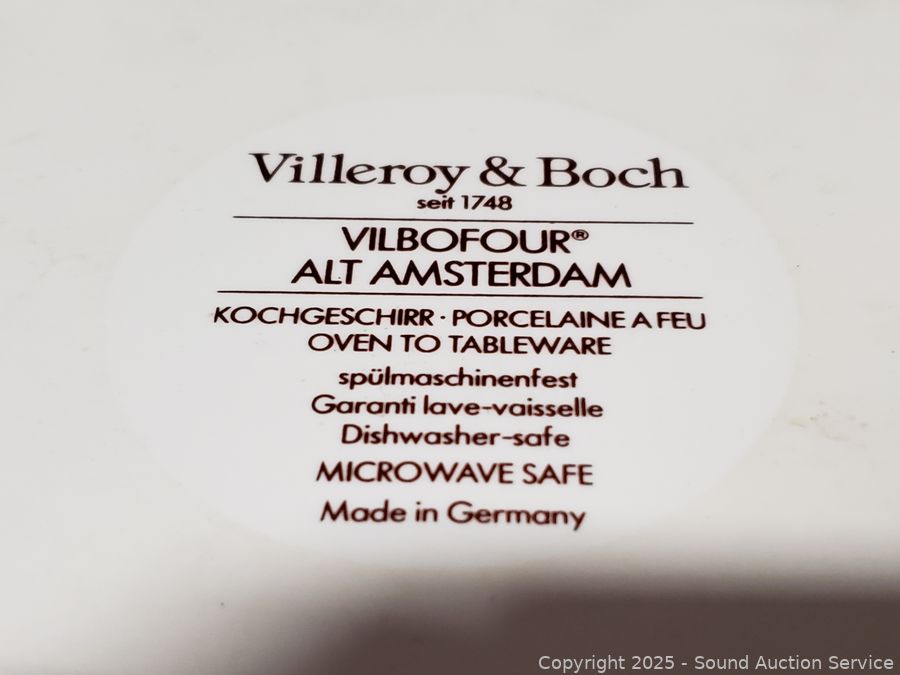 Villeroy & Boch
seit 1748
VILBOFOUR®
ALT AMSTERDAM
KOCHGESCHIRR · PORCELAINE A FEU
OVEN TO TABLEWARE
spülmaschinenfest
Garanti lave-vaisselle
Dishwasher-safe
MICROWAVE SAFE
Made in Germany
Copyright 2025 - Sound Auction Service